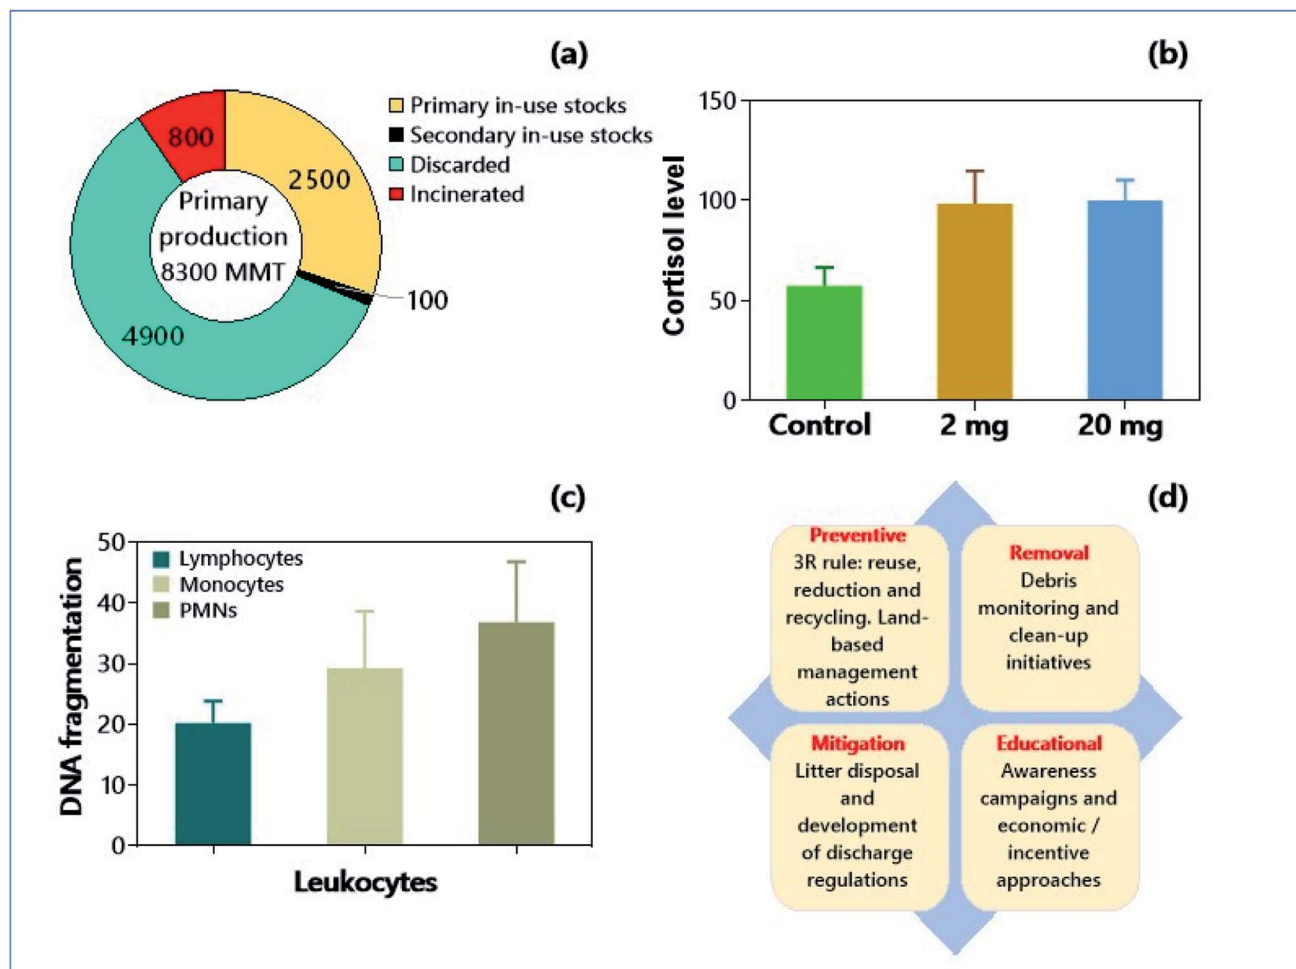 (a)
Primary in-use stocks
Secondary in-use stocks
Discarded
Incinerated
800
2500
Primary
production
8300 MMT
100
4900
(b)
Cortisol level
150
100
50
0
Control
2 mg
20 mg
(c)
DNA fragmentation
50
40
30
20
10
0
Lymphocytes
Monocytes
PMNs
Leukocytes
(d)
Preventive
3R rule: reuse,
reduction and
recycling. Land-
based
management
actions
Removal
Debris
monitoring and
clean-up
initiatives
Mitigation
Litter disposal
and
development
of discharge
regulations
Educational
Awareness
campaigns and
economic /
incentive
approaches